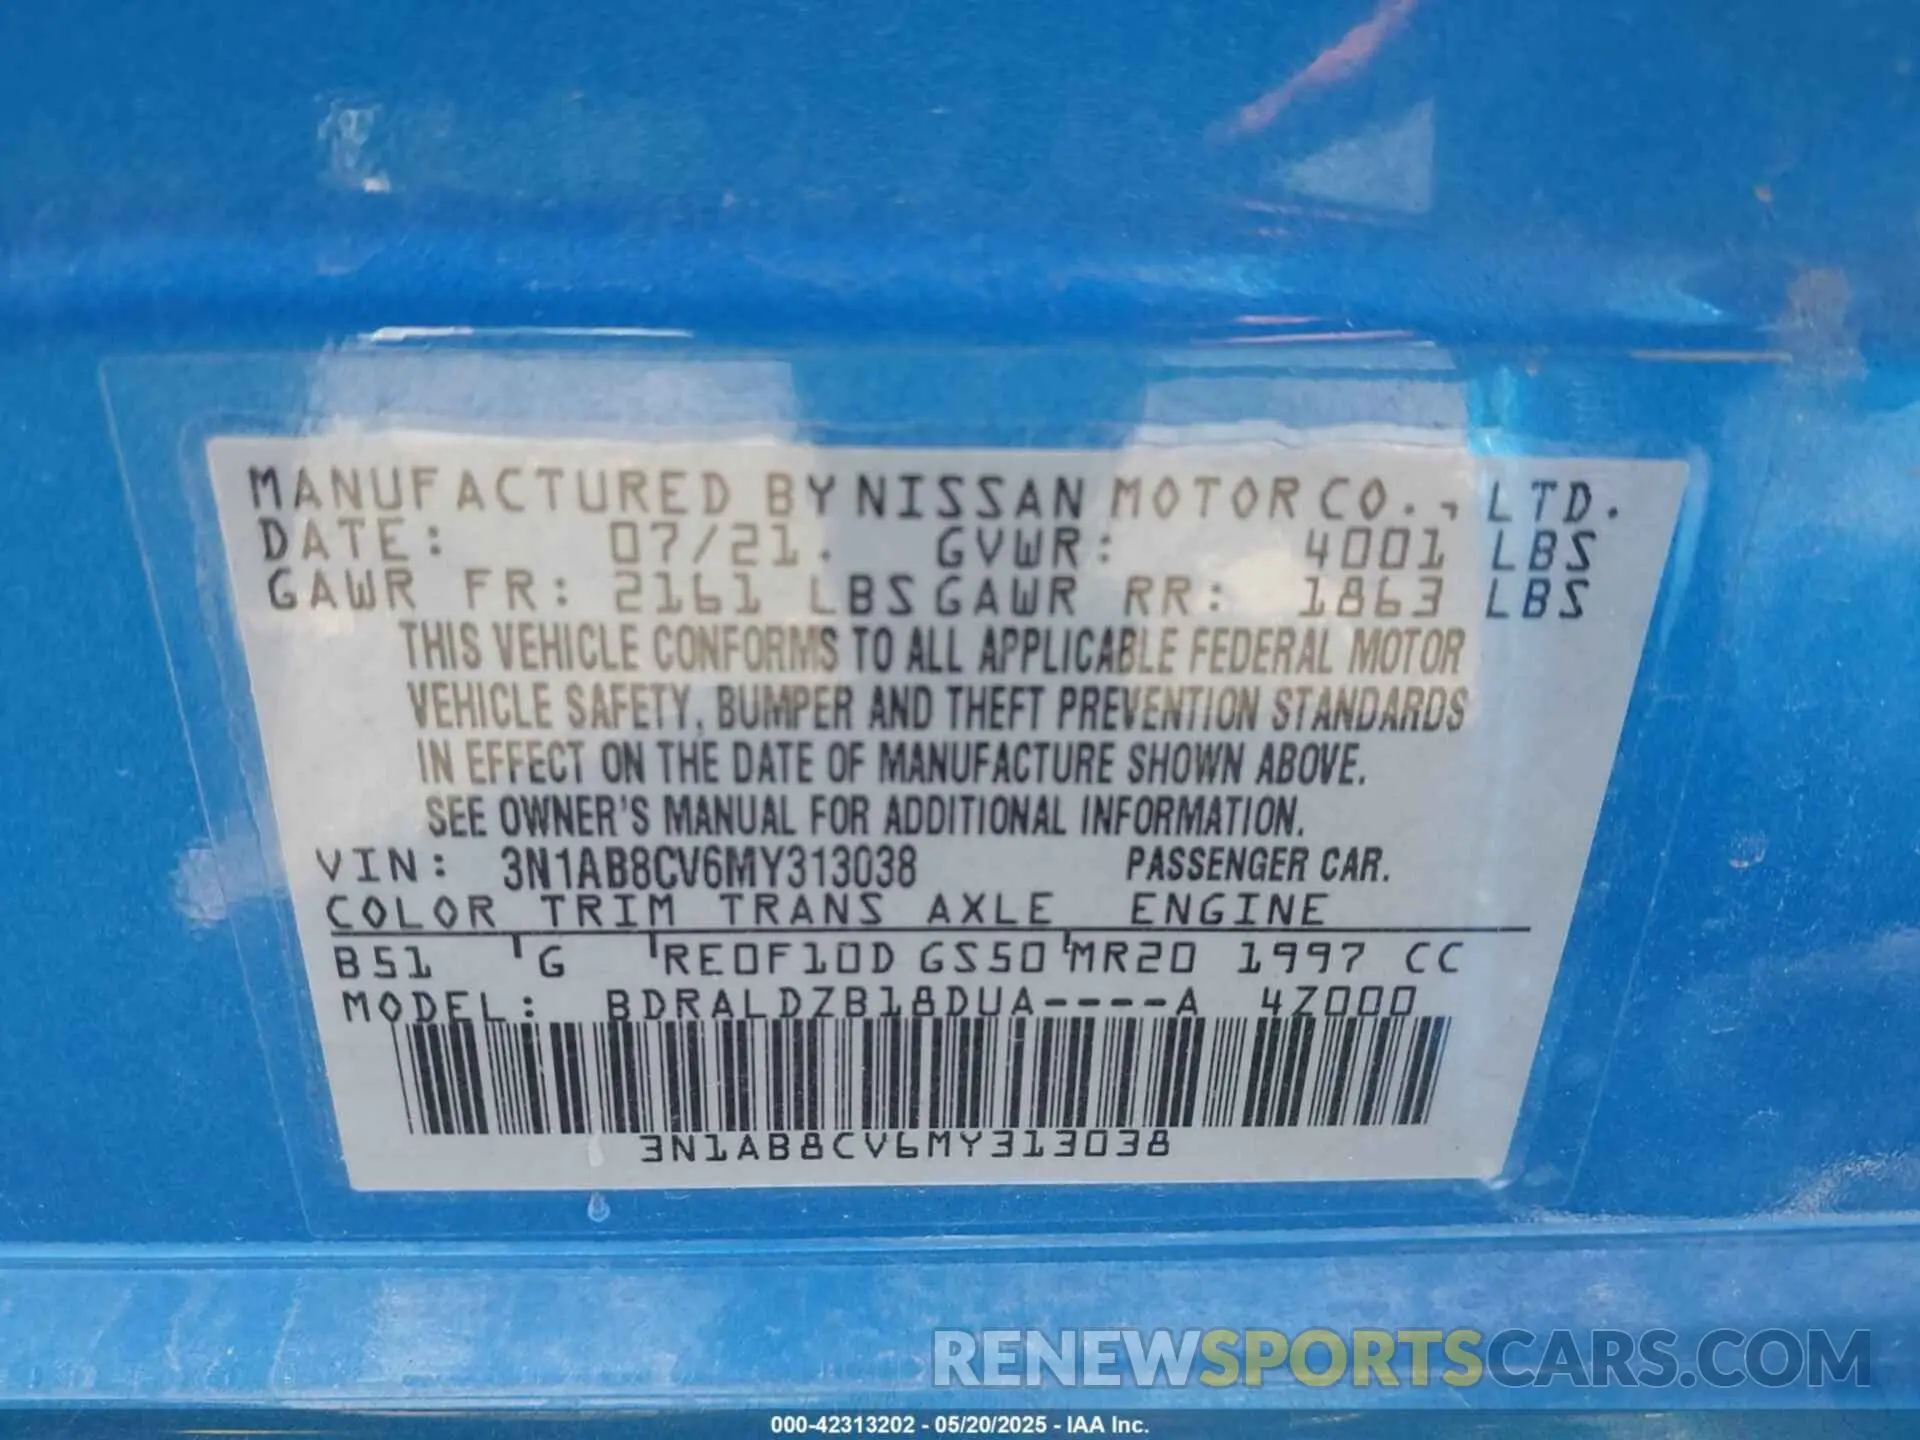 MANUFACTURED BY NISSAN MOTOR CO., LTD.
DATE: 07/21. GVWR: 4001 LBS
GAWR FR: 2161 LBS GAWR RR: 1863 LBS
THIS VEHICLE CONFORMS TO ALL APPLICABLE FEDERAL MOTOR
VEHICLE SAFETY, BUMPER AND THEFT PREVENTION STANDARDS
IN EFFECT ON THE DATE OF MANUFACTURE SHOWN ABOVE.
SEE OWNER'S MANUAL FOR ADDITIONAL INFORMATION.
VIN: 3N1AB8CV6MY313038 PASSENGER CAR.
COLOR TRIM TRANS AXLE ENGINE
B51 G RE0F10D GS50 MR20 1997 CC
MODEL: BDRALDZB18DUA----A 4Z000
3N1AB8CV6MY313038
RENEWSPORTSCARS.COM
000-42313202 - 05/20/2025 - IAA Inc.